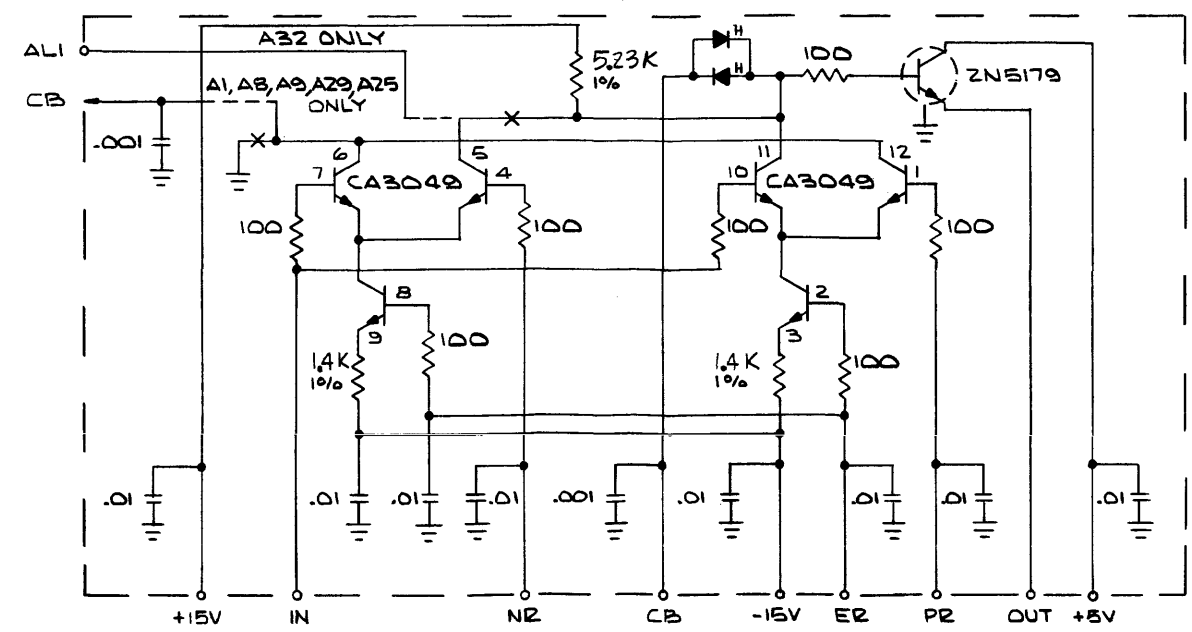 AL1
A32 ONLY
5.23K
1%
H
H
100
2N5179
CB
A1, A8, A9, A29, A25
ONLY
.001
6
5
7
CA3049
4
11
12
10
CA3049
1
100
100
100
100
8
9
100
1.4K
1%
2
3
1.4K
1%
100
.01
.01
.01
.01
.001
.01
.01
.01
.01
+15V
IN
NR
CB
-15V
ER
PR
OUT
+5V